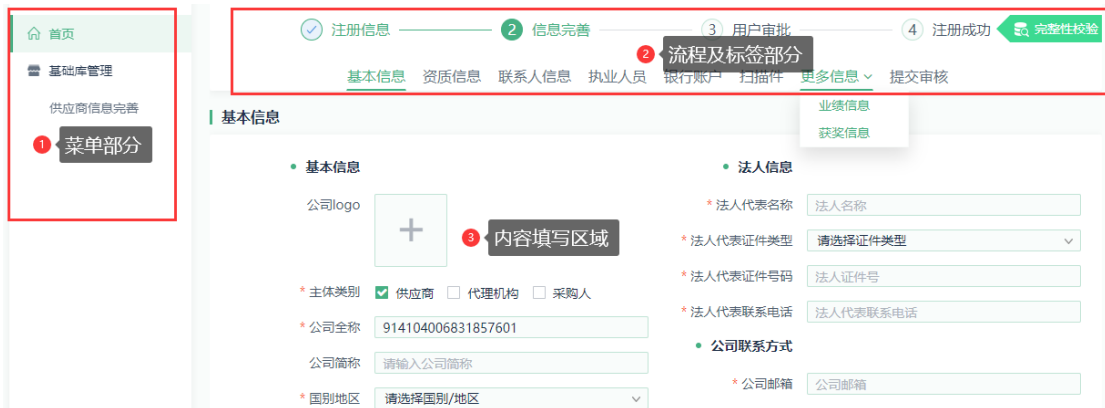 首页
基础库管理
供应商信息完善
1 菜单部分
注册信息 2 信息完善 3 用户审批 4 注册成功 完整性校验
2 流程及标签部分
基本信息 资质信息 联系人信息 执业人员 银行账户 扫描件 更多信息 提交审核
业绩信息
获奖信息
基本信息
基本信息
公司logo
3 内容填写区域
* 主体类别 供应商 代理机构 采购人
* 公司全称 914104006831857601
公司简称 请输入公司简称
* 国别地区 请选择国别/地区
法人信息
* 法人代表名称 法人名称
* 法人代表证件类型 请选择证件类型
* 法人代表证件号码 法人证件号
* 法人代表联系电话 法人代表联系电话
公司联系方式
* 公司邮箱 公司邮箱